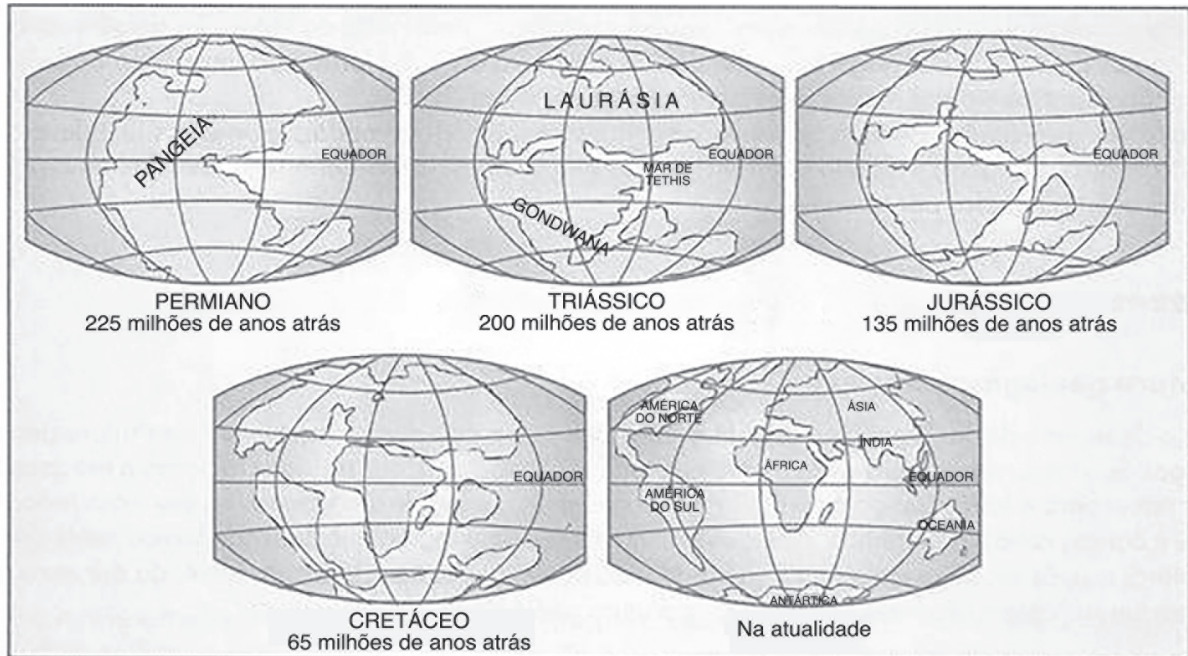 PANGEIA
EQUADOR
PERMIANO
225 milhões de anos atrás
LAURÁSIA
EQUADOR
MAR DE
TETHIS
GONDWANA
TRIÁSSICO
200 milhões de anos atrás
EQUADOR
JURÁSSICO
135 milhões de anos atrás
EQUADOR
CRETÁCEO
65 milhões de anos atrás
AMÉRICA
DO NORTE
ÁSIA
ÍNDIA
ÁFRICA
EQUADOR
AMÉRICA
DO SUL
OCEANIA
ANTÁRTICA
Na atualidade